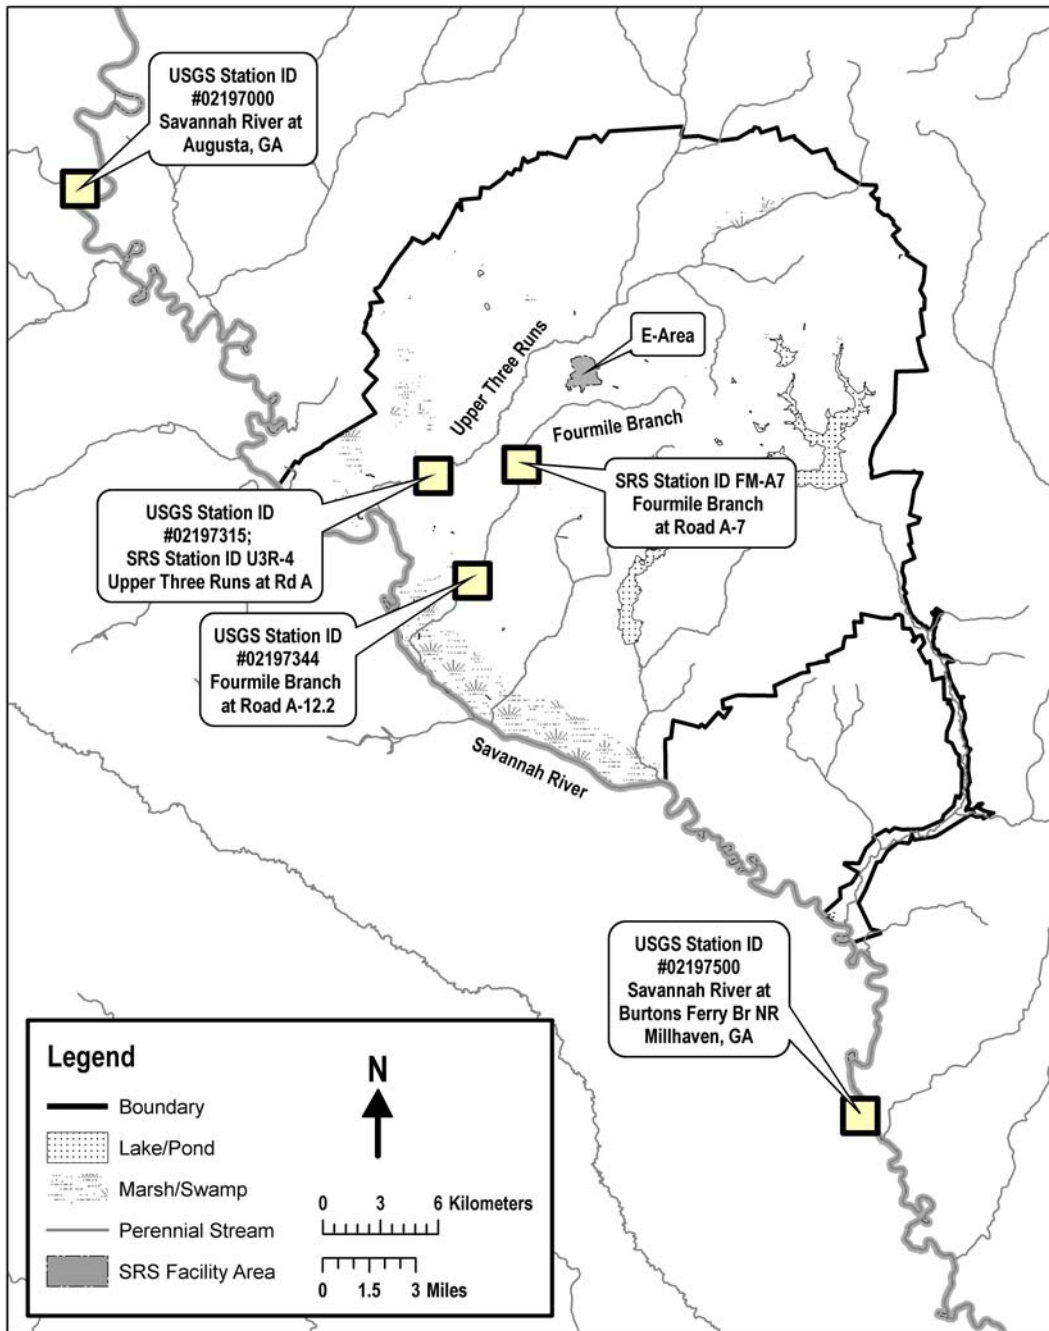 USGS Station ID
#02197000
Savannah River at
Augusta, GA
E-Area
Upper Three Runs
Fourmile Branch
SRS Station ID FM-A7
Fourmile Branch
at Road A-7
USGS Station ID
#02197315;
SRS Station ID U3R-4
Upper Three Runs at Rd A
USGS Station ID
#02197344
Fourmile Branch
at Road A-12.2
Savannah River
USGS Station ID
#02197500
Savannah River at
Burtons Ferry Br NR
Millhaven, GA
Legend
Boundary
Lake/Pond
Marsh/Swamp
Perennial Stream
SRS Facility Area
N
0 3 6 Kilometers
0 1.5 3 Miles